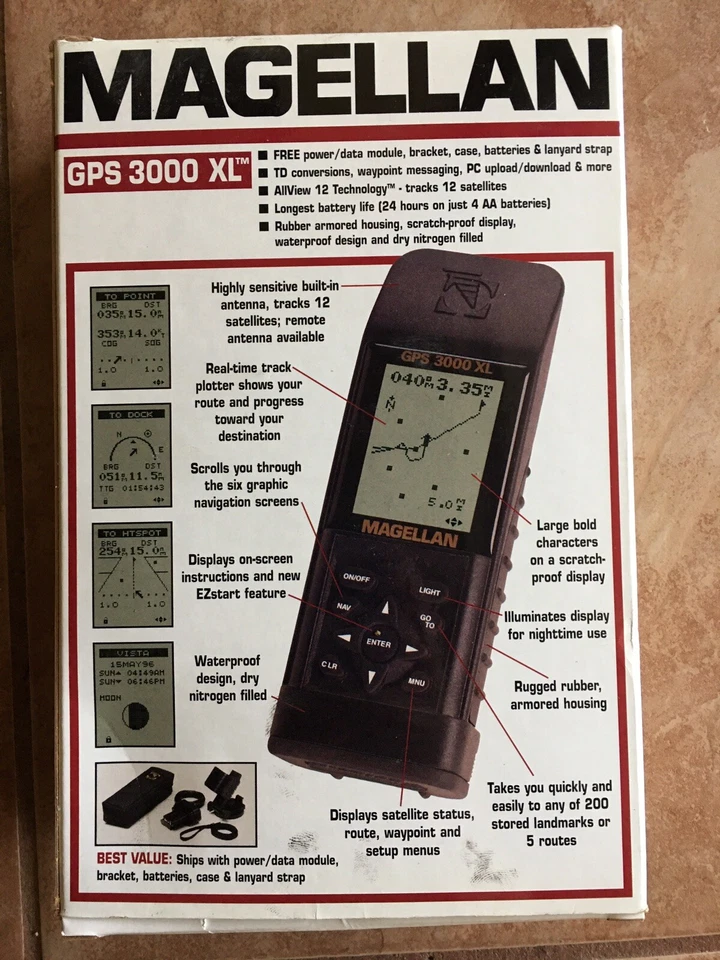 MAGELLAN
GPS 3000 XL™
■ FREE power/data module, bracket, case, batteries & lanyard strap
■ TD conversions, waypoint messaging, PC upload/download & more
■ AllView 12 Technology™ - tracks 12 satellites
■ Longest battery life (24 hours on just 4 AA batteries)
■ Rubber armored housing, scratch-proof display,
waterproof design and dry nitrogen filled
TO POINT
BRG DST
035°M 15.0
353°M 14.0
COG SOG
1.0 1.0
TO DOCK
N
E
BRG DST
051°M 11.5
TTG 01:54:43
TO HTSPOT
BRG DST
254°M 15.0
1.0 1.0
VISTA
15MAY96
SUN▲ 04:49AM
SUN▼ 06:46PM
MOON
Highly sensitive built-in
antenna, tracks 12
satellites; remote
antenna available
Real-time track
plotter shows your
route and progress
toward your
destination
Scrolls you through
the six graphic
navigation screens
Displays on-screen
instructions and new
EZstart feature
Waterproof
design, dry
nitrogen filled
GPS 3000 XL
040°M 3.35MI
N
5.0MI
MAGELLAN
ON/OFF
LIGHT
NAV
GO
TO
ENTER
CLR
MNU
Large bold
characters
on a scratch-
proof display
Illuminates display
for nighttime use
Rugged rubber,
armored housing
Takes you quickly and
easily to any of 200
stored landmarks or
5 routes
Displays satellite status,
route, waypoint and
setup menus
BEST VALUE: Ships with power/data module,
bracket, batteries, case & lanyard strap